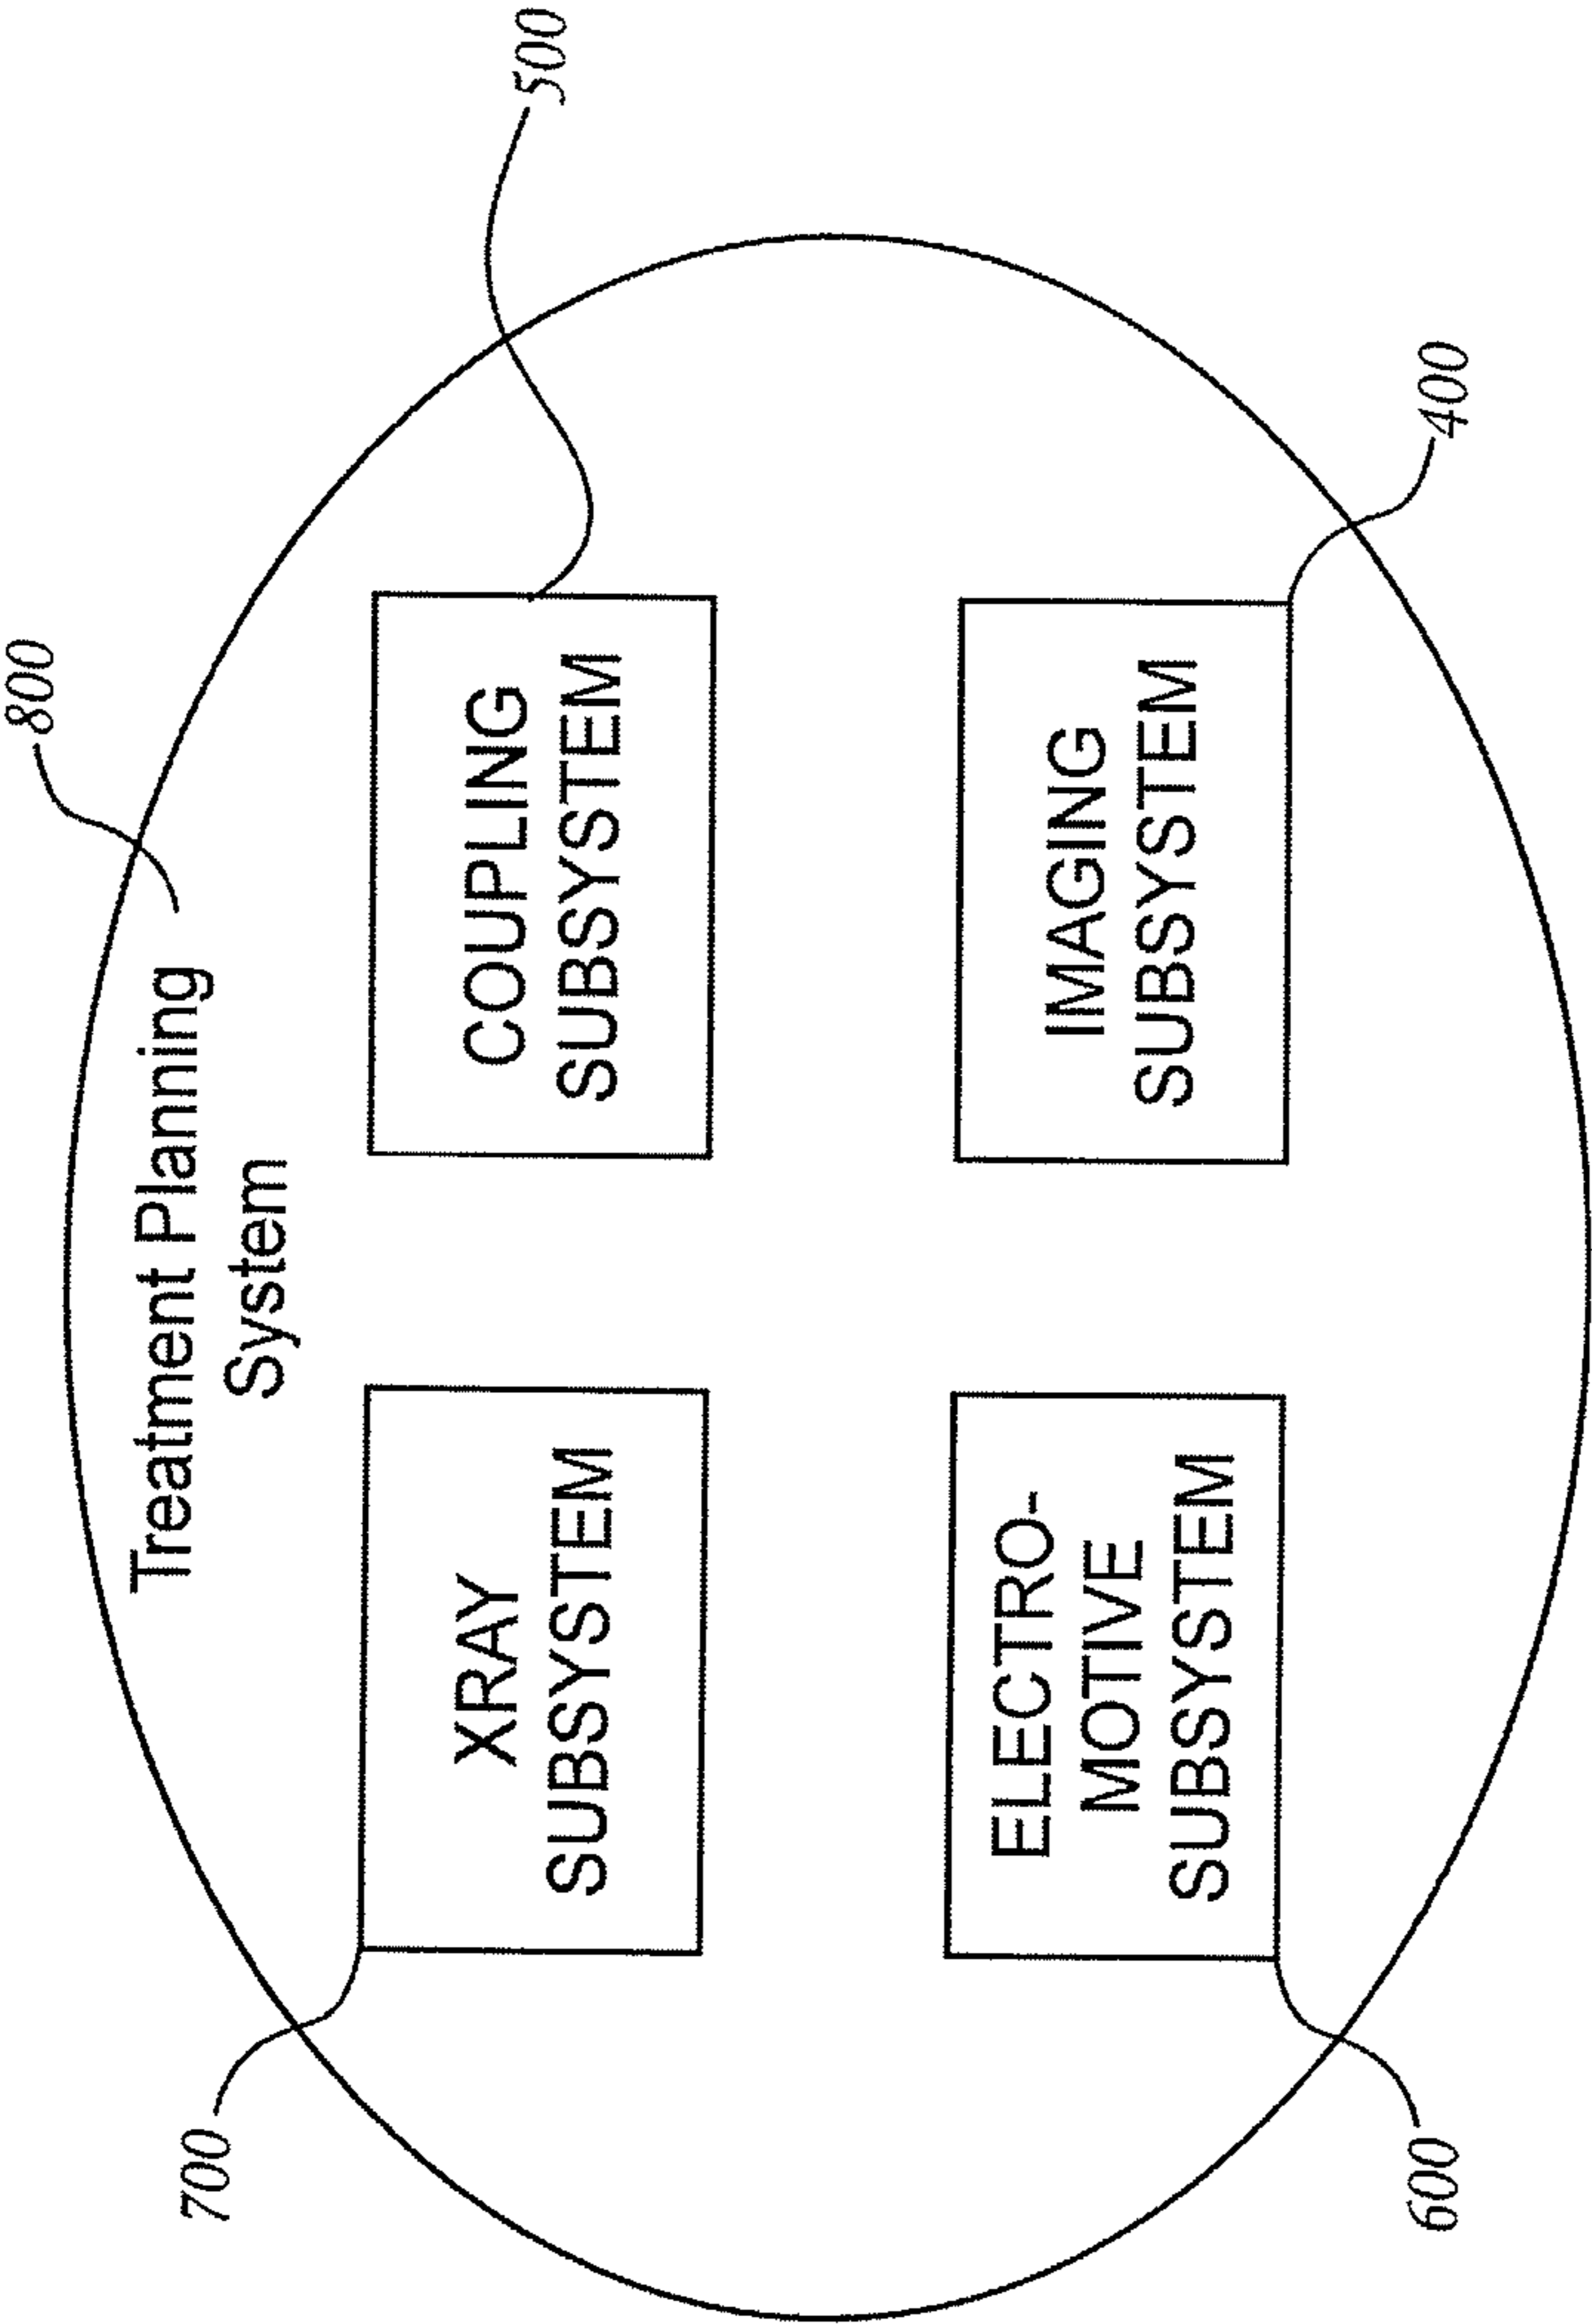 800
Treatment Planning
System
500
700
XRAY
SUBSYSTEM
COUPLING
SUBSYSTEM
ELECTRO-
MOTIVE
SUBSYSTEM
IMAGING
SUBSYSTEM
600
400